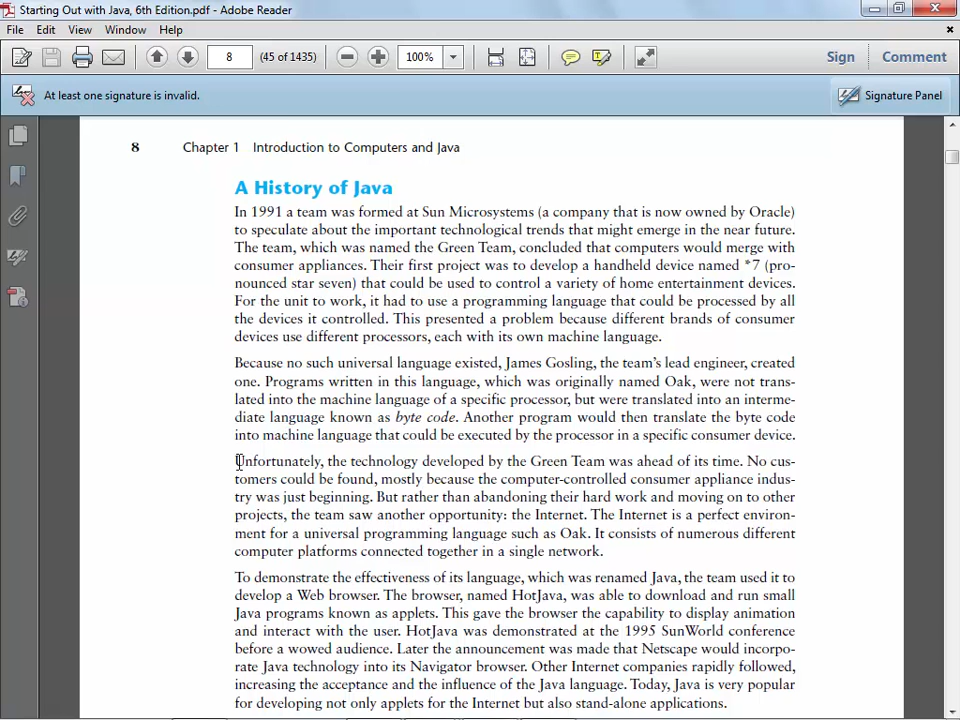 Starting Out with Java, 6th Edition.pdf - Adobe Reader
File Edit View Window Help
8 (45 of 1435) 100% Sign Comment
At least one signature is invalid. Signature Panel
8 Chapter 1 Introduction to Computers and Java
A History of Java
In 1991 a team was formed at Sun Microsystems (a company that is now owned by Oracle)
to speculate about the important technological trends that might emerge in the near future.
The team, which was named the Green Team, concluded that computers would merge with
consumer appliances. Their first project was to develop a handheld device named *7 (pro-
nounced star seven) that could be used to control a variety of home entertainment devices.
For the unit to work, it had to use a programming language that could be processed by all
the devices it controlled. This presented a problem because different brands of consumer
devices use different processors, each with its own machine language.
Because no such universal language existed, James Gosling, the team's lead engineer, created
one. Programs written in this language, which was originally named Oak, were not trans-
lated into the machine language of a specific processor, but were translated into an interme-
diate language known as byte code. Another program would then translate the byte code
into machine language that could be executed by the processor in a specific consumer device.
Unfortunately, the technology developed by the Green Team was ahead of its time. No cus-
tomers could be found, mostly because the computer-controlled consumer appliance indus-
try was just beginning. But rather than abandoning their hard work and moving on to other
projects, the team saw another opportunity: the Internet. The Internet is a perfect environ-
ment for a universal programming language such as Oak. It consists of numerous different
computer platforms connected together in a single network.
To demonstrate the effectiveness of its language, which was renamed Java, the team used it to
develop a Web browser. The browser, named HotJava, was able to download and run small
Java programs known as applets. This gave the browser the capability to display animation
and interact with the user. HotJava was demonstrated at the 1995 SunWorld conference
before a wowed audience. Later the announcement was made that Netscape would incorpo-
rate Java technology into its Navigator browser. Other Internet companies rapidly followed,
increasing the acceptance and the influence of the Java language. Today, Java is very popular
for developing not only applets for the Internet but also stand-alone applications.